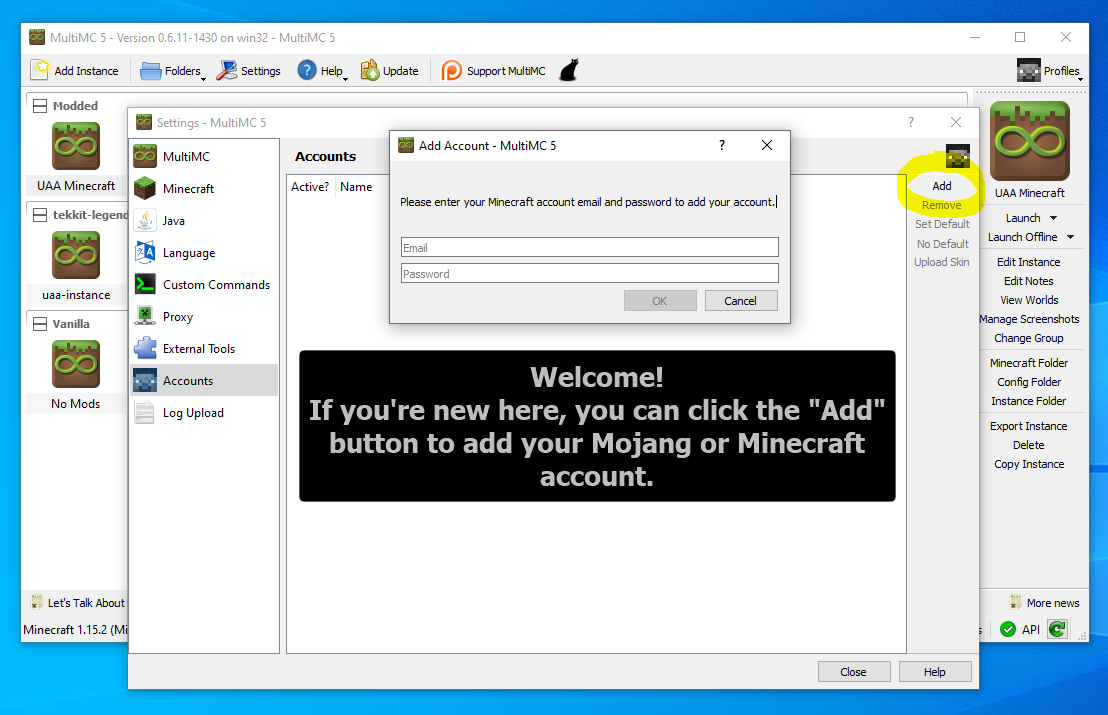 MultiMC 5 - Version 0.6.11-1430 on win32 - MultiMC 5
Add Instance Folders Settings Help Update Support MultiMC Profiles
Modded
UAA Minecraft
tekkit-legend
uaa-instance
Vanilla
No Mods
Let's Talk About
Minecraft 1.15.2 (Mi
Settings - MultiMC 5 ?
MultiMC
Minecraft
Java
Language
Custom Commands
Proxy
External Tools
Accounts
Log Upload
Accounts
Active? Name
Add Account - MultiMC 5 ?
Please enter your Minecraft account email and password to add your account.
Email
Password
OK Cancel
Welcome!
If you're new here, you can click the "Add"
button to add your Mojang or Minecraft
account.
Add
Remove
Set Default
No Default
Upload Skin
Close Help
UAA Minecraft
Launch
Launch Offline
Edit Instance
Edit Notes
View Worlds
Manage Screenshots
Change Group
Minecraft Folder
Config Folder
Instance Folder
Export Instance
Delete
Copy Instance
More news
s API